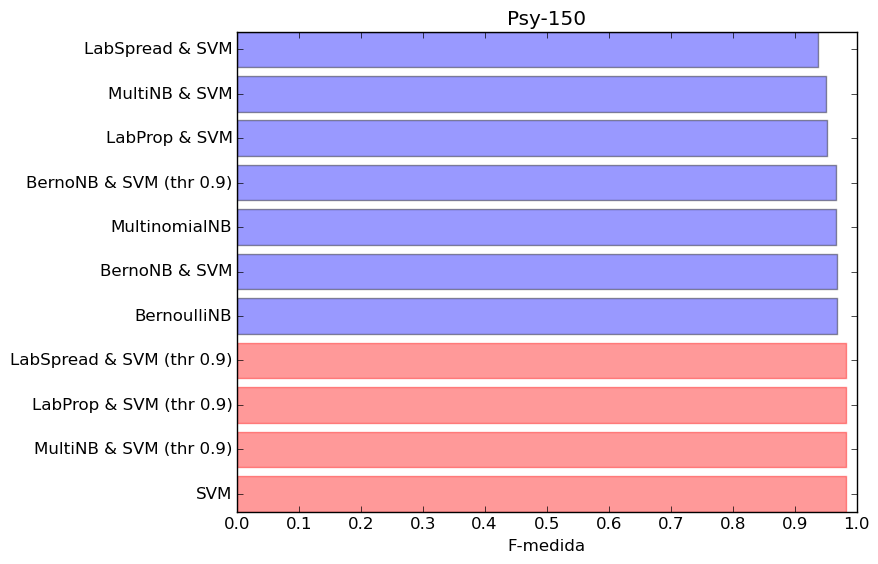 Psy-150
LabSpread & SVM
MultiNB & SVM
LabProp & SVM
BernoNB & SVM (thr 0.9)
MultinomialNB
BernoNB & SVM
BernoulliNB
LabSpread & SVM (thr 0.9)
LabProp & SVM (thr 0.9)
MultiNB & SVM (thr 0.9)
SVM
0.0 0.1 0.2 0.3 0.4 0.5 0.6 0.7 0.8 0.9 1.0
F-medida